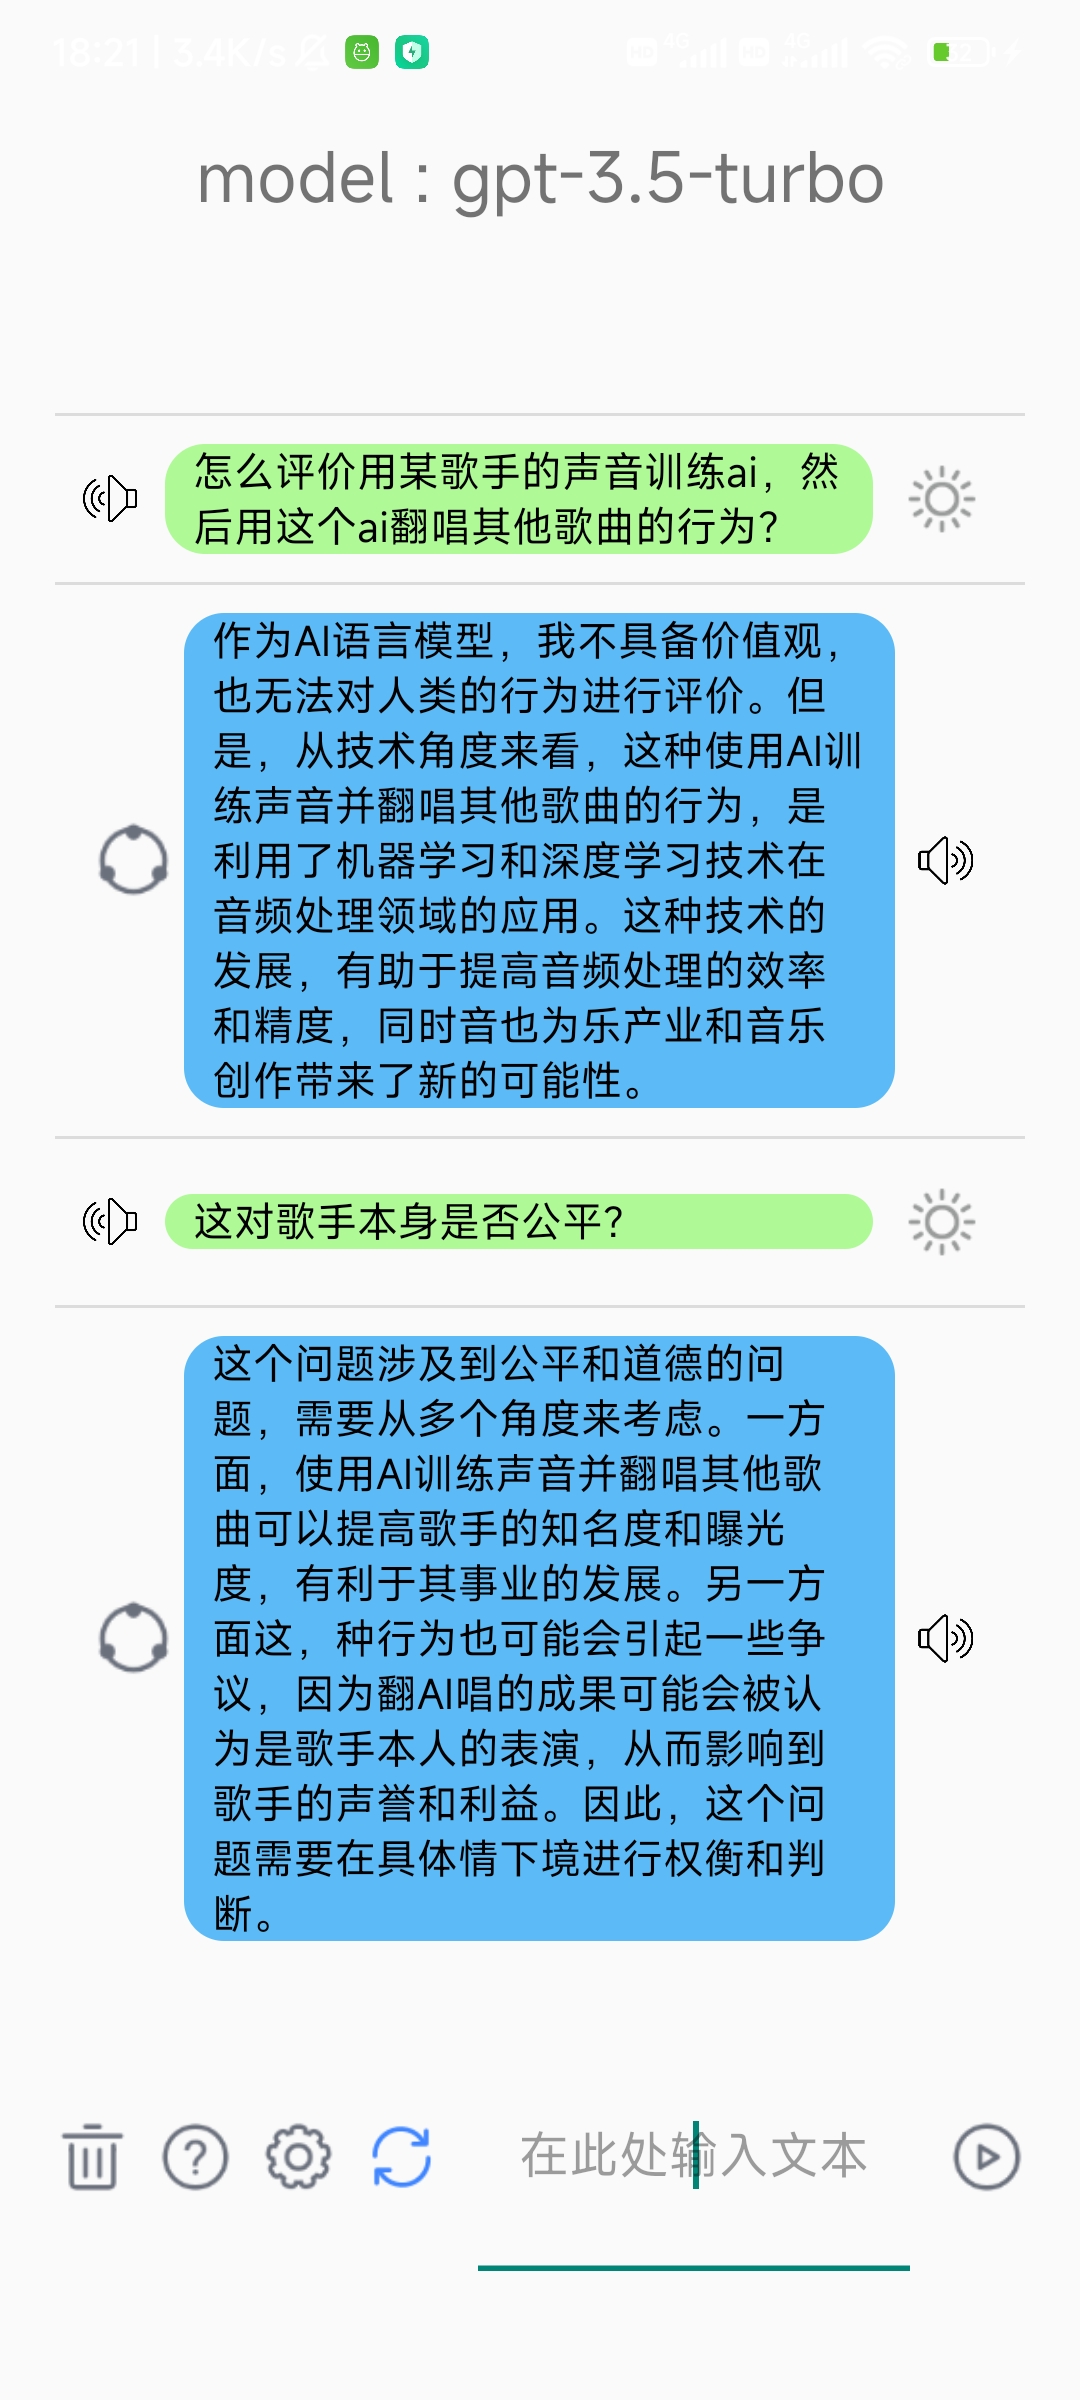 18:21 | 3.4K/s
model : gpt-3.5-turbo
怎么评价用某歌手的声音训练ai，然
后用这个ai翻唱其他歌曲的行为？
作为AI语言模型，我不具备价值观，
也无法对人类的行为进行评价。但
是，从技术角度来看，这种使用AI训
练声音并翻唱其他歌曲的行为，是
利用了机器学习和深度学习技术在
音频处理领域的应用。这种技术的
发展，有助于提高音频处理的效率
和精度，同时音也为乐产业和音乐
创作带来了新的可能性。
这对歌手本身是否公平？
这个问题涉及到公平和道德的问
题，需要从多个角度来考虑。一方
面，使用AI训练声音并翻唱其他歌
曲可以提高歌手的知名度和曝光
度，有利于其事业的发展。另一方
面这，种行为也可能会引起一些争
议，因为翻AI唱的成果可能会被认
为是歌手本人的表演，从而影响到
歌手的声誉和利益。因此，这个问
题需要在具体情下境进行权衡和判
断。
在此处输入文本